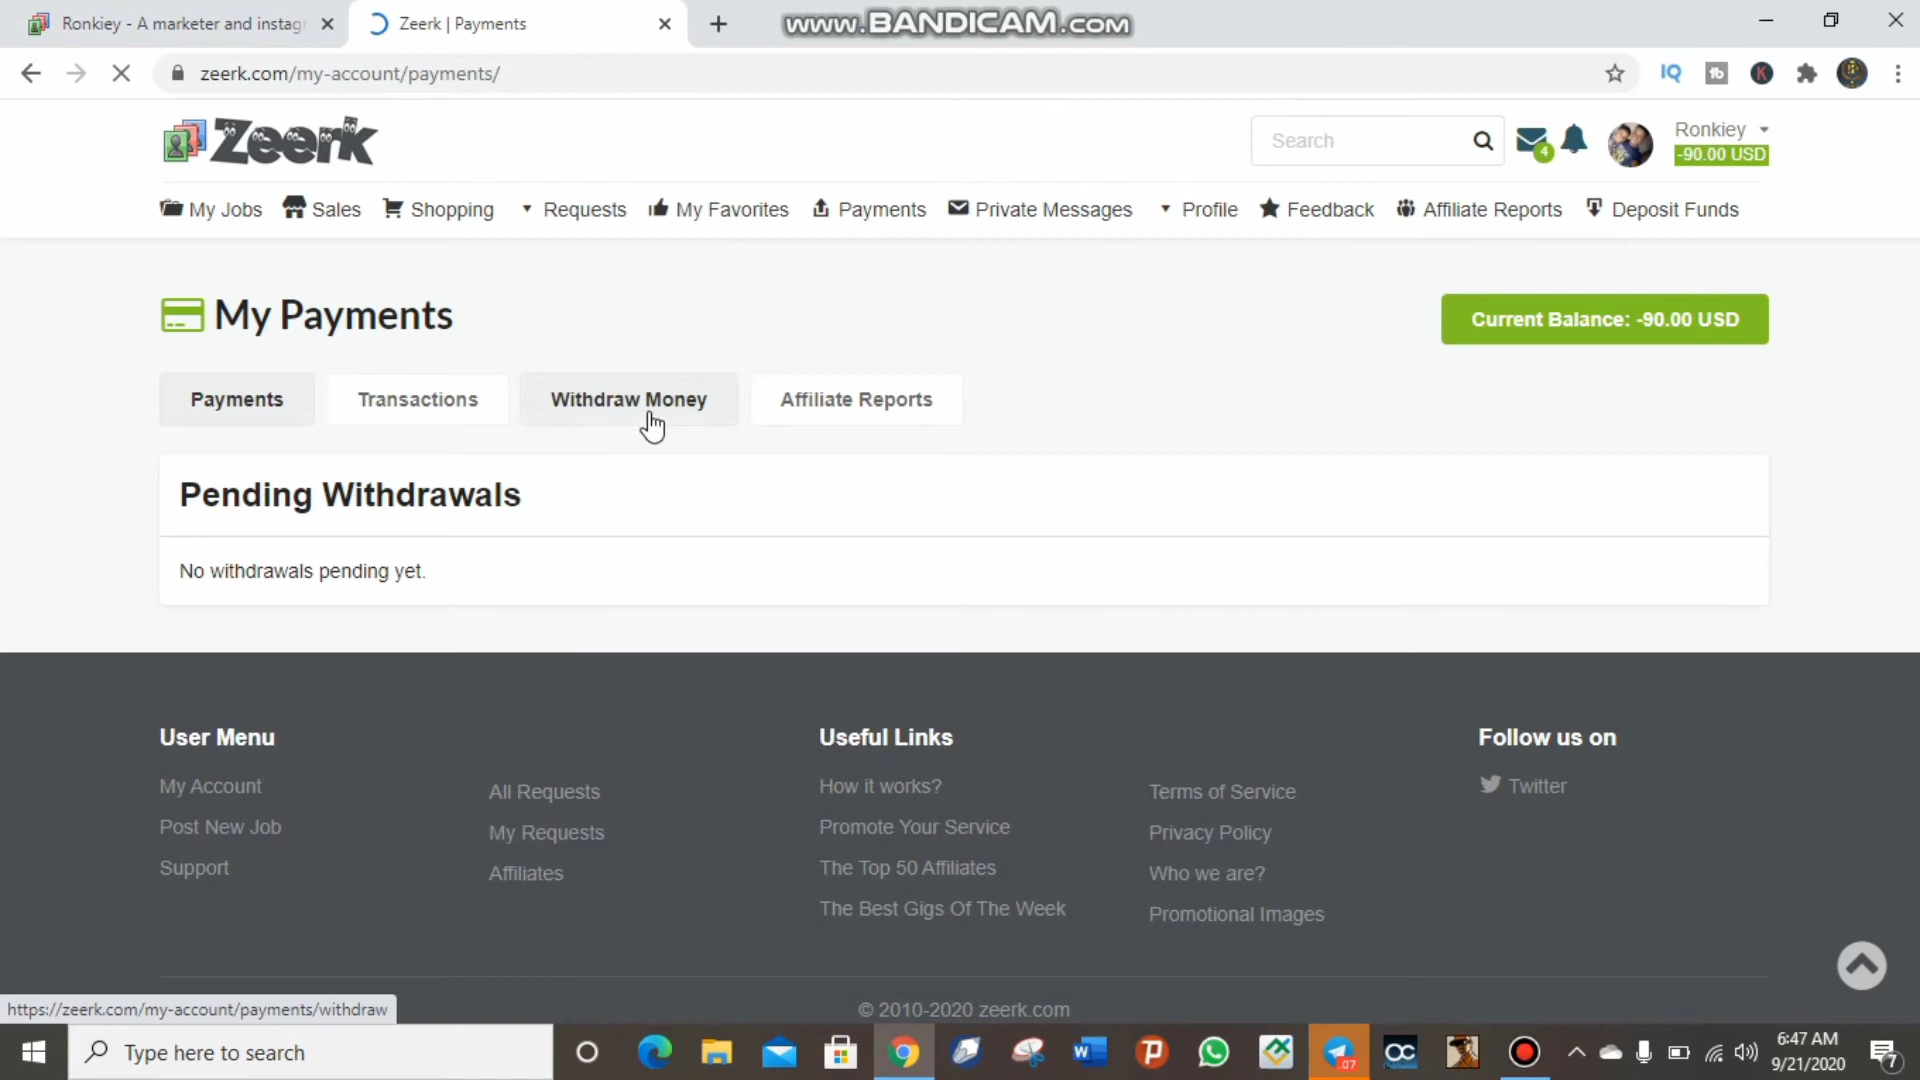 Ronkiey - A marketer and instag
Zeerk | Payments
www.BANDICAM.com
zeerk.com/my-account/payments/
Zeerk
Search
4
Ronkiey
-90.00 USD
My Jobs
Sales
Shopping
Requests
My Favorites
Payments
Private Messages
Profile
Feedback
Affiliate Reports
Deposit Funds
My Payments
Current Balance: -90.00 USD
Payments
Transactions
Withdraw Money
Affiliate Reports
Pending Withdrawals
No withdrawals pending yet.
User Menu
My Account
Post New Job
Support
All Requests
My Requests
Affiliates
Useful Links
How it works?
Promote Your Service
The Top 50 Affiliates
The Best Gigs Of The Week
Terms of Service
Privacy Policy
Who we are?
Promotional Images
Follow us on
Twitter
https://zeerk.com/my-account/payments/withdraw
© 2010-2020 zeerk.com
Type here to search
6:47 AM
9/21/2020
7